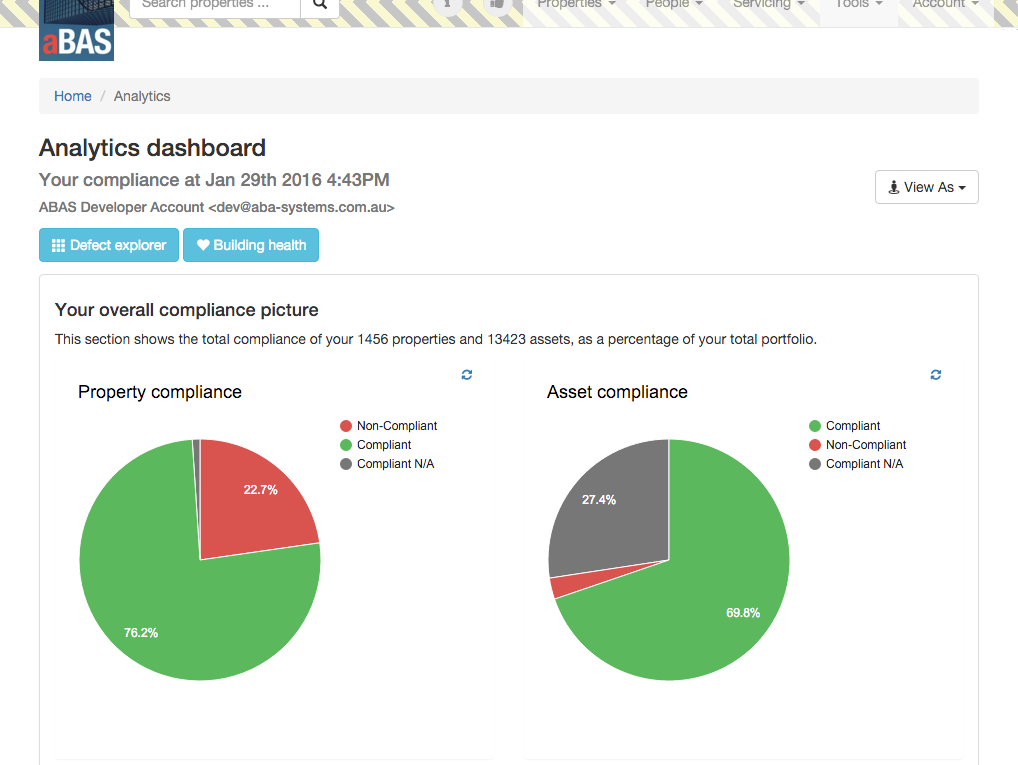 Search properties ...
Properties
People
Servicing
Tools
Account
aBAS
Home / Analytics
Analytics dashboard
Your compliance at Jan 29th 2016 4:43PM
View As
ABAS Developer Account <dev@aba-systems.com.au>
Defect explorer
Building health
Your overall compliance picture
This section shows the total compliance of your 1456 properties and 13423 assets, as a percentage of your total portfolio.
Property compliance
Non-Compliant
Compliant
Compliant N/A
22.7%
76.2%
Asset compliance
Compliant
Non-Compliant
Compliant N/A
27.4%
69.8%